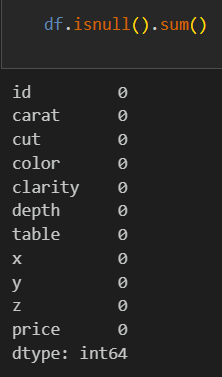 df.isnull().sum()
id 0
carat 0
cut 0
color 0
clarity 0
depth 0
table 0
x 0
y 0
z 0
price 0
dtype: int64